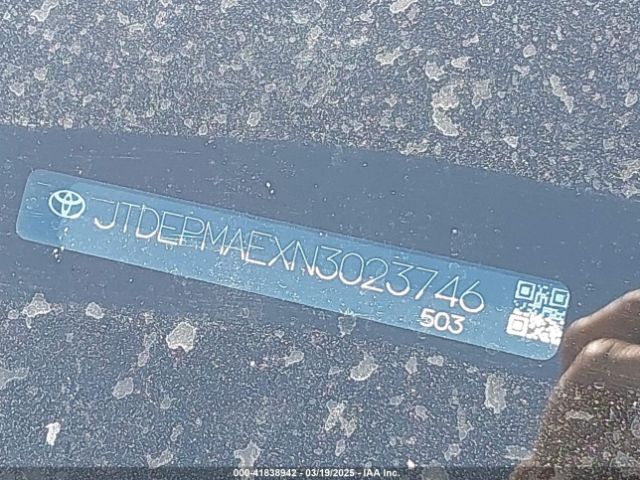 JTDEPMAEXN3023746
503
000-41838942 - 03/19/2025 - IAA Inc.